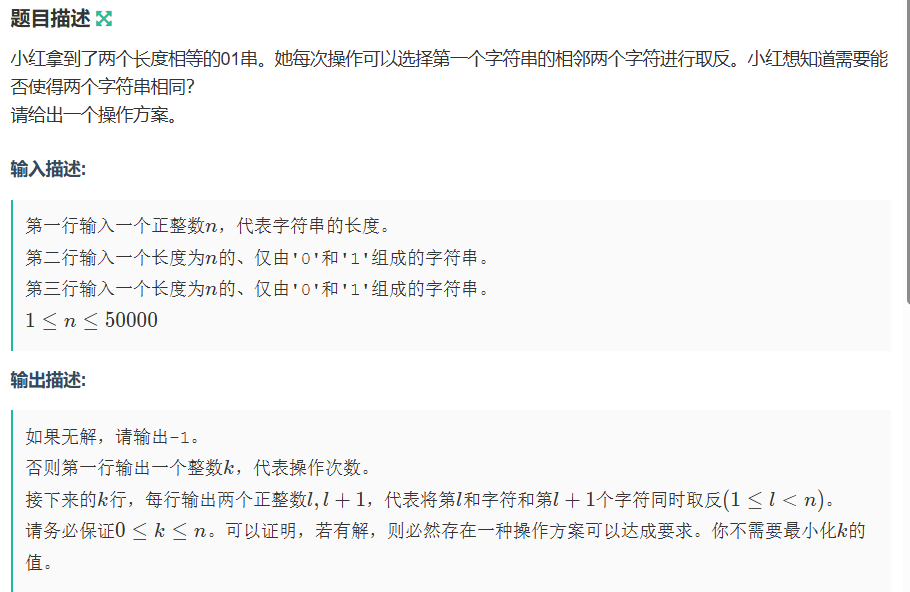 题目描述
小红拿到了两个长度相等的01串。她每次操作可以选择第一个字符串的相邻两个字符进行取反。小红想知道需要能
否使得两个字符串相同？
请给出一个操作方案。
输入描述:
第一行输入一个正整数n，代表字符串的长度。
第二行输入一个长度为n的、仅由'0'和'1'组成的字符串。
第三行输入一个长度为n的、仅由'0'和'1'组成的字符串。
1 ≤ n ≤ 50000
输出描述:
如果无解，请输出-1。
否则第一行输出一个整数k，代表操作次数。
接下来的k行，每行输出两个正整数l, l + 1，代表将第l和字符和第l + 1个字符同时取反(1 ≤ l < n)。
请务必保证0 ≤ k ≤ n。可以证明，若有解，则必然存在一种操作方案可以达成要求。你不需要最小化k的
值。